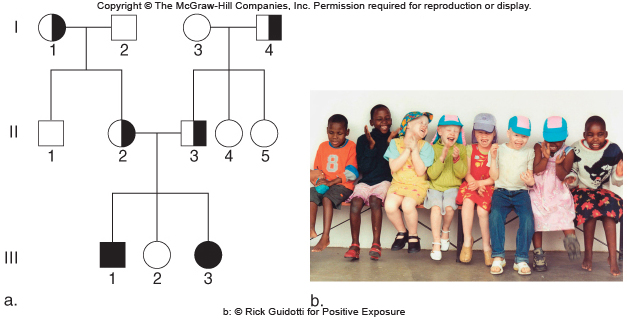 Copyright © The McGraw-Hill Companies, Inc. Permission required for reproduction or display.
I
1 2 3 4
II
1 2 3 4 5
8
III
1 2 3
a. b.
b: © Rick Guidotti for Positive Exposure